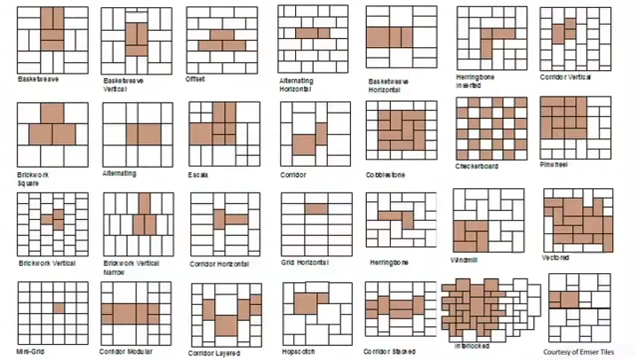 Basketweave
Basketweave
Vertical
Offset
Alternating
Horizontal
Basketweave
Horizontal
Herringbone
Inserted
Corridor Vertical
Brickwork
Square
Alternating
Escala
Corridor
Cobblestone
Checkerboard
Pinwheel
Brickwork Vertical
Brickwork Vertical
Narrow
Corridor Horizontal
Grid Horizontal
Herringbone
Windmill
Vectored
Mini-Grid
Corridor Modular
Corridor Layered
Hopscotch
Corridor Stacked
Interlocked
Courtesy of Emser Tiles